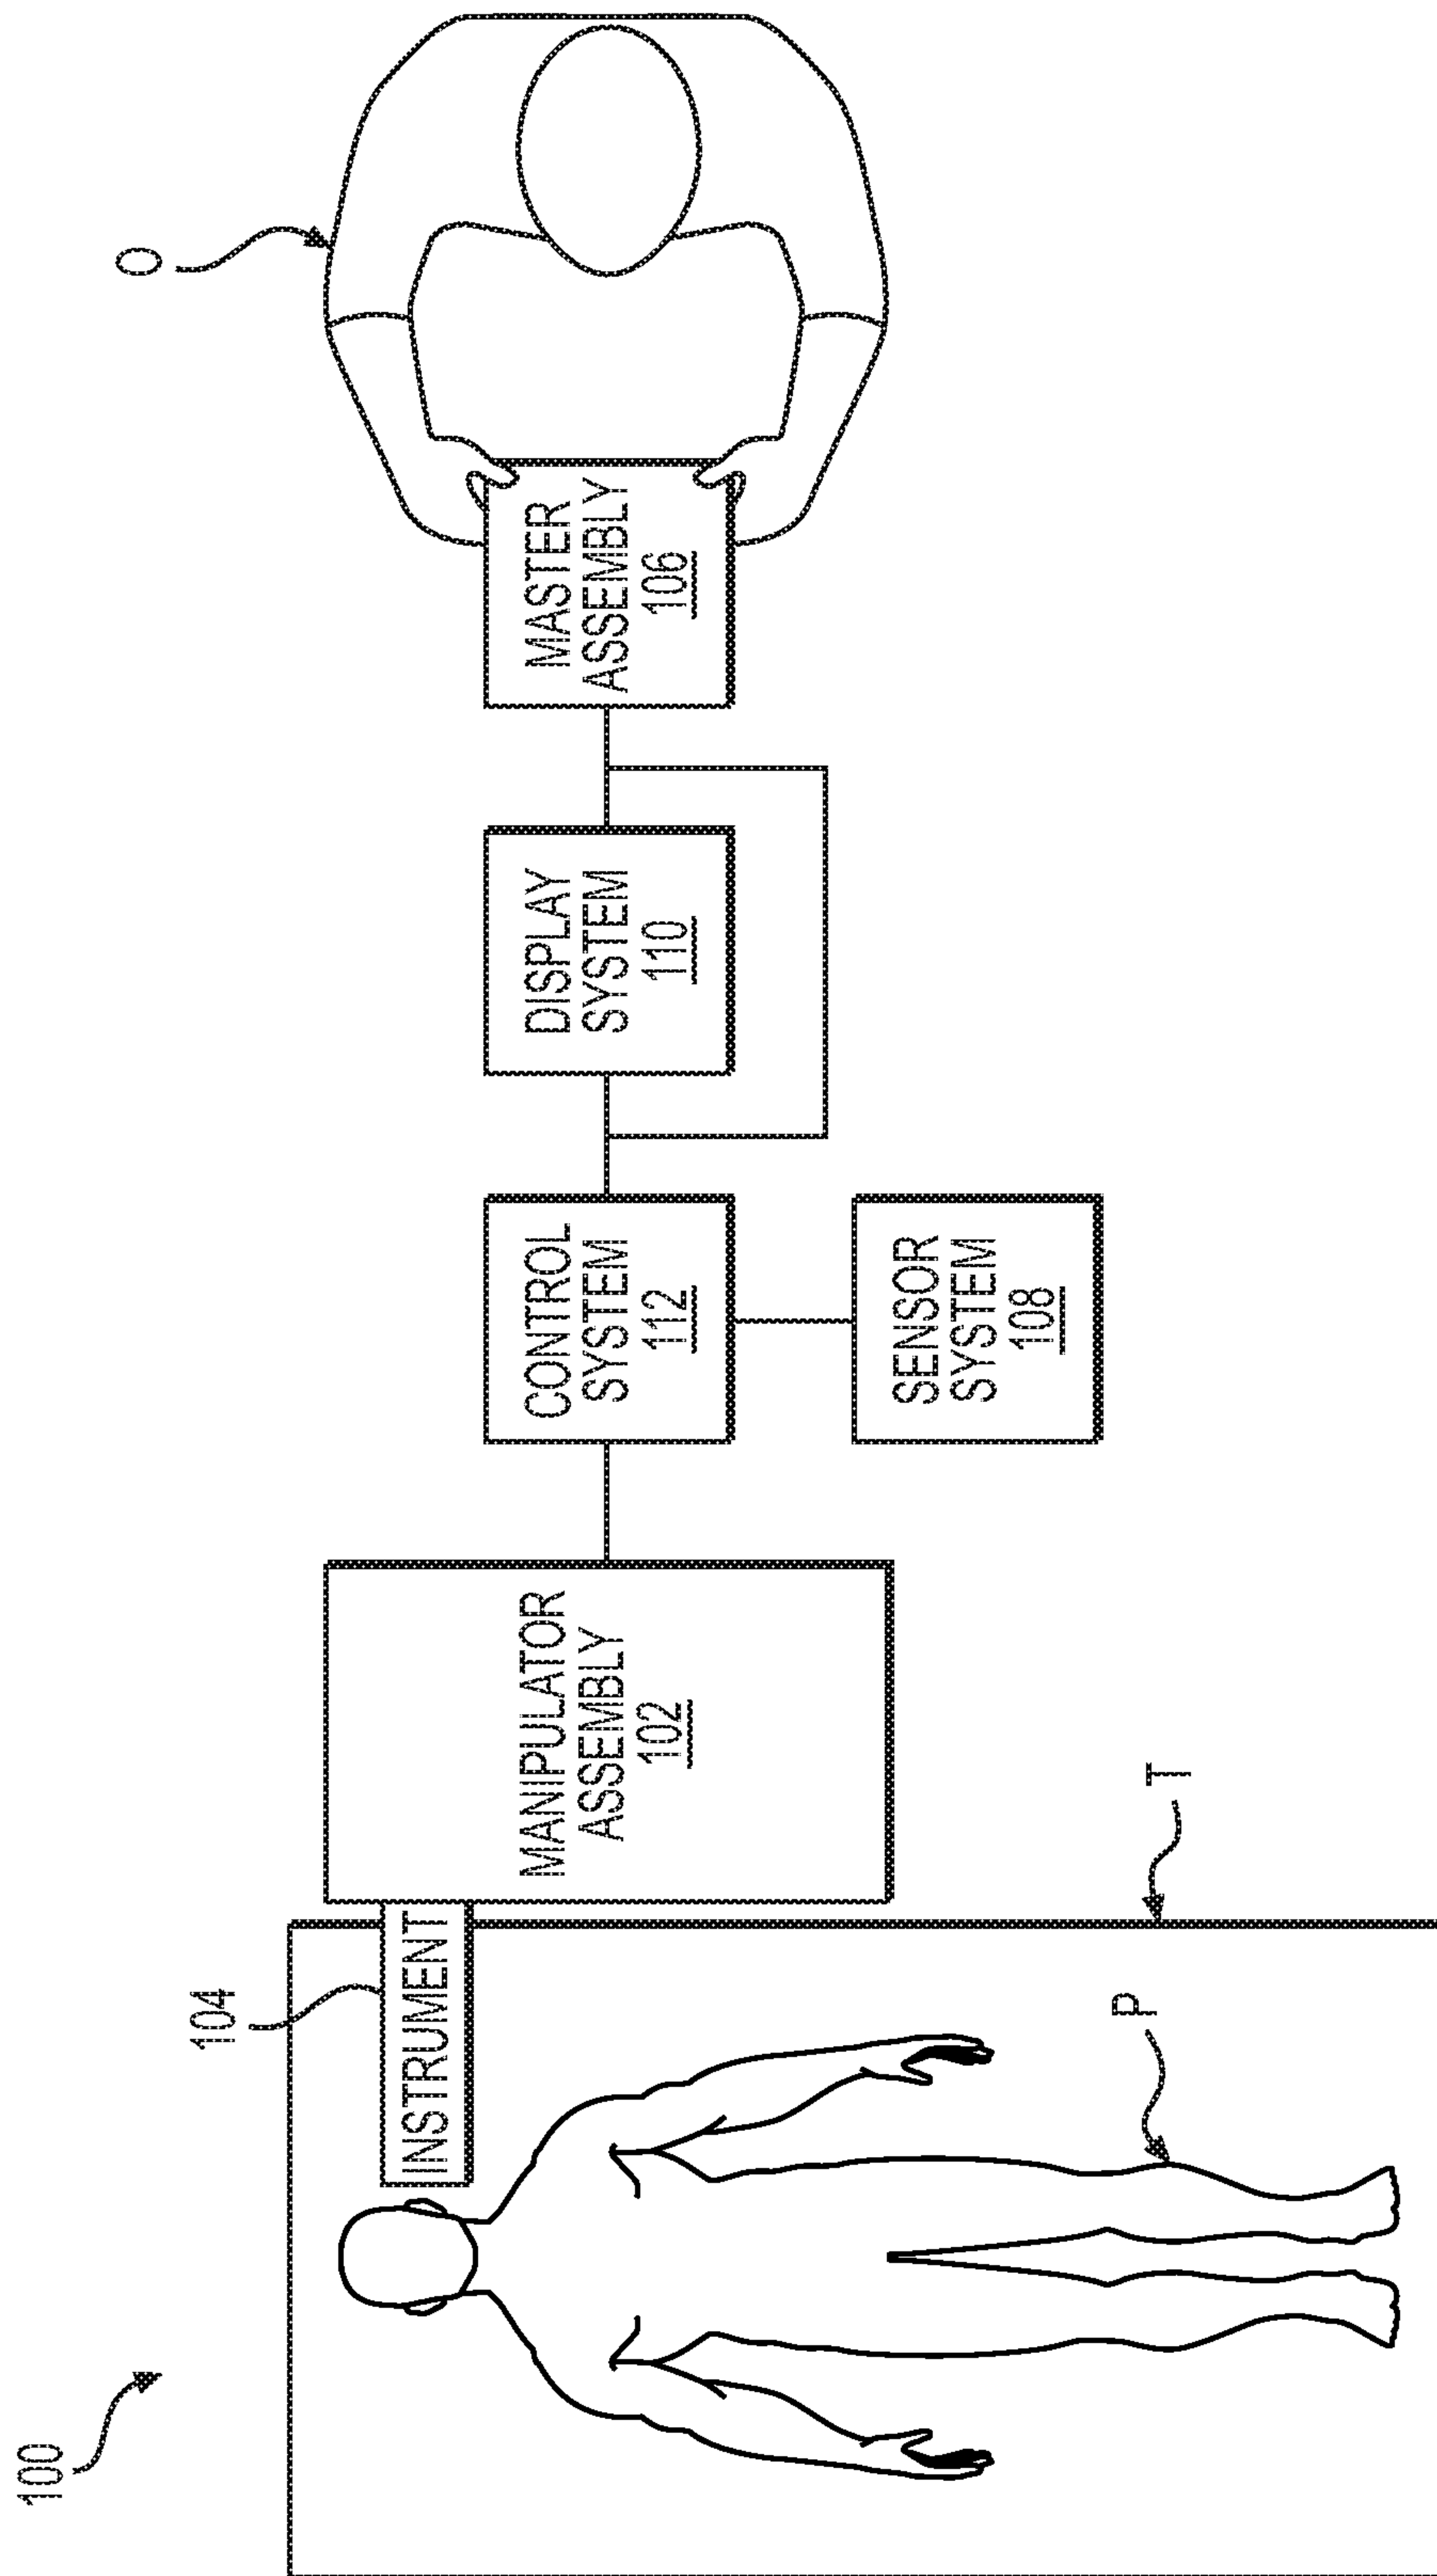 100
104
INSTRUMENT
P
T
MANIPULATOR
ASSEMBLY
102
CONTROL
SYSTEM
112
SENSOR
SYSTEM
108
DISPLAY
SYSTEM
110
MASTER
ASSEMBLY
106
O